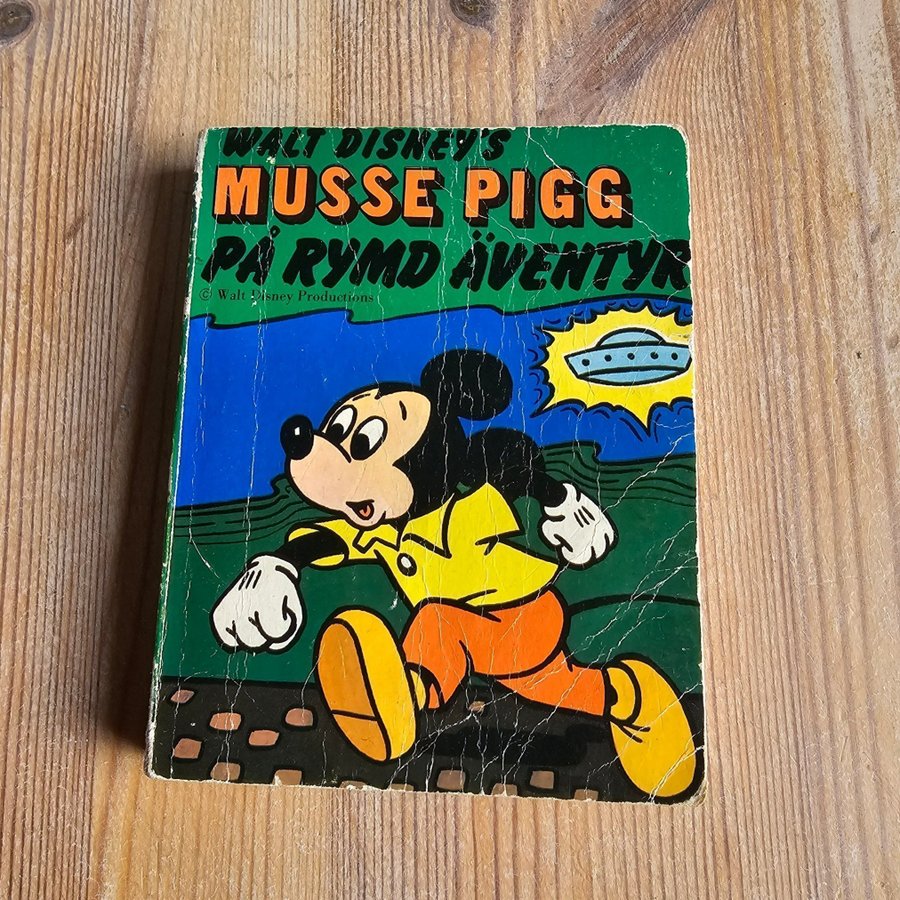 WALT DISNEY'S
MUSSE PIGG
PÅ RYMD ÄVENTYR
© Walt Disney Productions